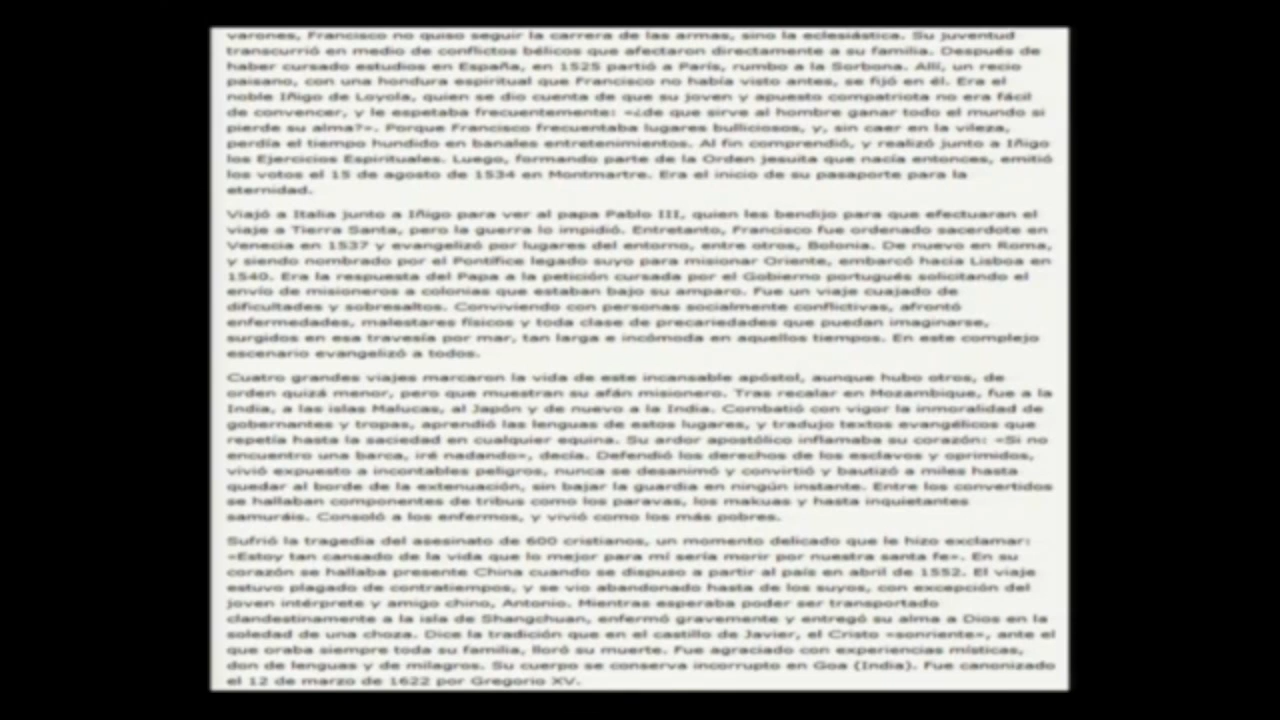 varones, Francisco no quiso seguir la carrera de las armas, sino la eclesiástica. Su juventud
transcurrió en medio de conflictos bélicos que afectaron directamente a su familia. Después de
haber cursado estudios en España, en 1525 partió a París, rumbo a la Sorbona. Allí, un recio
paisano, con una hondura espiritual que Francisco no había visto antes, se fijó en él. Era el
noble Iñigo de Loyola, quien se dio cuenta de que su joven y apuesto compatriota no era fácil
de convencer, y le espetaba frecuentemente: «¿de que sirve al hombre ganar todo el mundo si
pierde su alma?». Porque Francisco frecuentaba lugares bulliciosos, y, sin caer en la vileza,
perdía el tiempo hundido en banales entretenimientos. Al fin comprendió, y realizó junto a Iñigo
los Ejercicios Espirituales. Luego, formando parte de la Orden jesuita que nacía entonces, emitió
los votos el 15 de agosto de 1534 en Montmartre. Era el inicio de su pasaporte para la
eternidad.
Viajó a Italia junto a Iñigo para ver al papa Pablo III, quien les bendijo para que efectuaran el
viaje a Tierra Santa, pero la guerra lo impidió. Entretanto, Francisco fue ordenado sacerdote en
Venecia en 1537 y evangelizó por lugares del entorno, entre otros, Bolonia. De nuevo en Roma,
y siendo nombrado por el Pontífice legado suyo para misionar Oriente, embarcó hacia Lisboa en
1540. Era la respuesta del Papa a la petición cursada por el Gobierno portugués solicitando el
envío de misioneros a colonias que estaban bajo su amparo. Fue un viaje cuajado de
dificultades y sobresaltos. Conviviendo con personas socialmente conflictivas, afrontó
enfermedades, malestares físicos y toda clase de precariedades que puedan imaginarse,
surgidos en esa travesía por mar, tan larga e incómoda en aquellos tiempos. En este complejo
escenario evangelizó a todos.
Cuatro grandes viajes marcaron la vida de este incansable apóstol, aunque hubo otros, de
orden quizá menor, pero que muestran su afán misionero. Tras recalar en Mozambique, fue a la
India, a las islas Malucas, al Japón y de nuevo a la India. Combatió con vigor la inmoralidad de
gobernantes y tropas, aprendió las lenguas de estos lugares, y tradujo textos evangélicos que
repetía hasta la saciedad en cualquier equina. Su ardor apostólico inflamaba su corazón: «Si no
encuentro una barca, iré nadando», decía. Defendió los derechos de los esclavos y oprimidos,
vivió expuesto a incontables peligros, nunca se desanimó y convirtió y bautizó a miles hasta
quedar al borde de la extenuación, sin bajar la guardia en ningún instante. Entre los convertidos
se hallaban componentes de tribus como los paravas, los makuas y hasta inquietantes
samuráis. Consoló a los enfermos, y vivió como los más pobres.
Sufrió la tragedia del asesinato de 600 cristianos, un momento delicado que le hizo exclamar:
«Estoy tan cansado de la vida que lo mejor para mí sería morir por nuestra santa fe». En su
corazón se hallaba presente China cuando se dispuso a partir al país en abril de 1552. El viaje
estuvo plagado de contratiempos, y se vio abandonado hasta de los suyos, con excepción del
joven intérprete y amigo chino, Antonio. Mientras esperaba poder ser transportado
clandestinamente a la isla de Shangchuan, enfermó gravemente y entregó su alma a Dios en la
soledad de una choza. Dice la tradición que en el castillo de Javier, el Cristo «sonriente», ante el
que oraba siempre toda su familia, lloró su muerte. Fue agraciado con experiencias místicas,
don de lenguas y de milagros. Su cuerpo se conserva incorrupto en Goa (India). Fue canonizado
el 12 de marzo de 1622 por Gregorio XV.